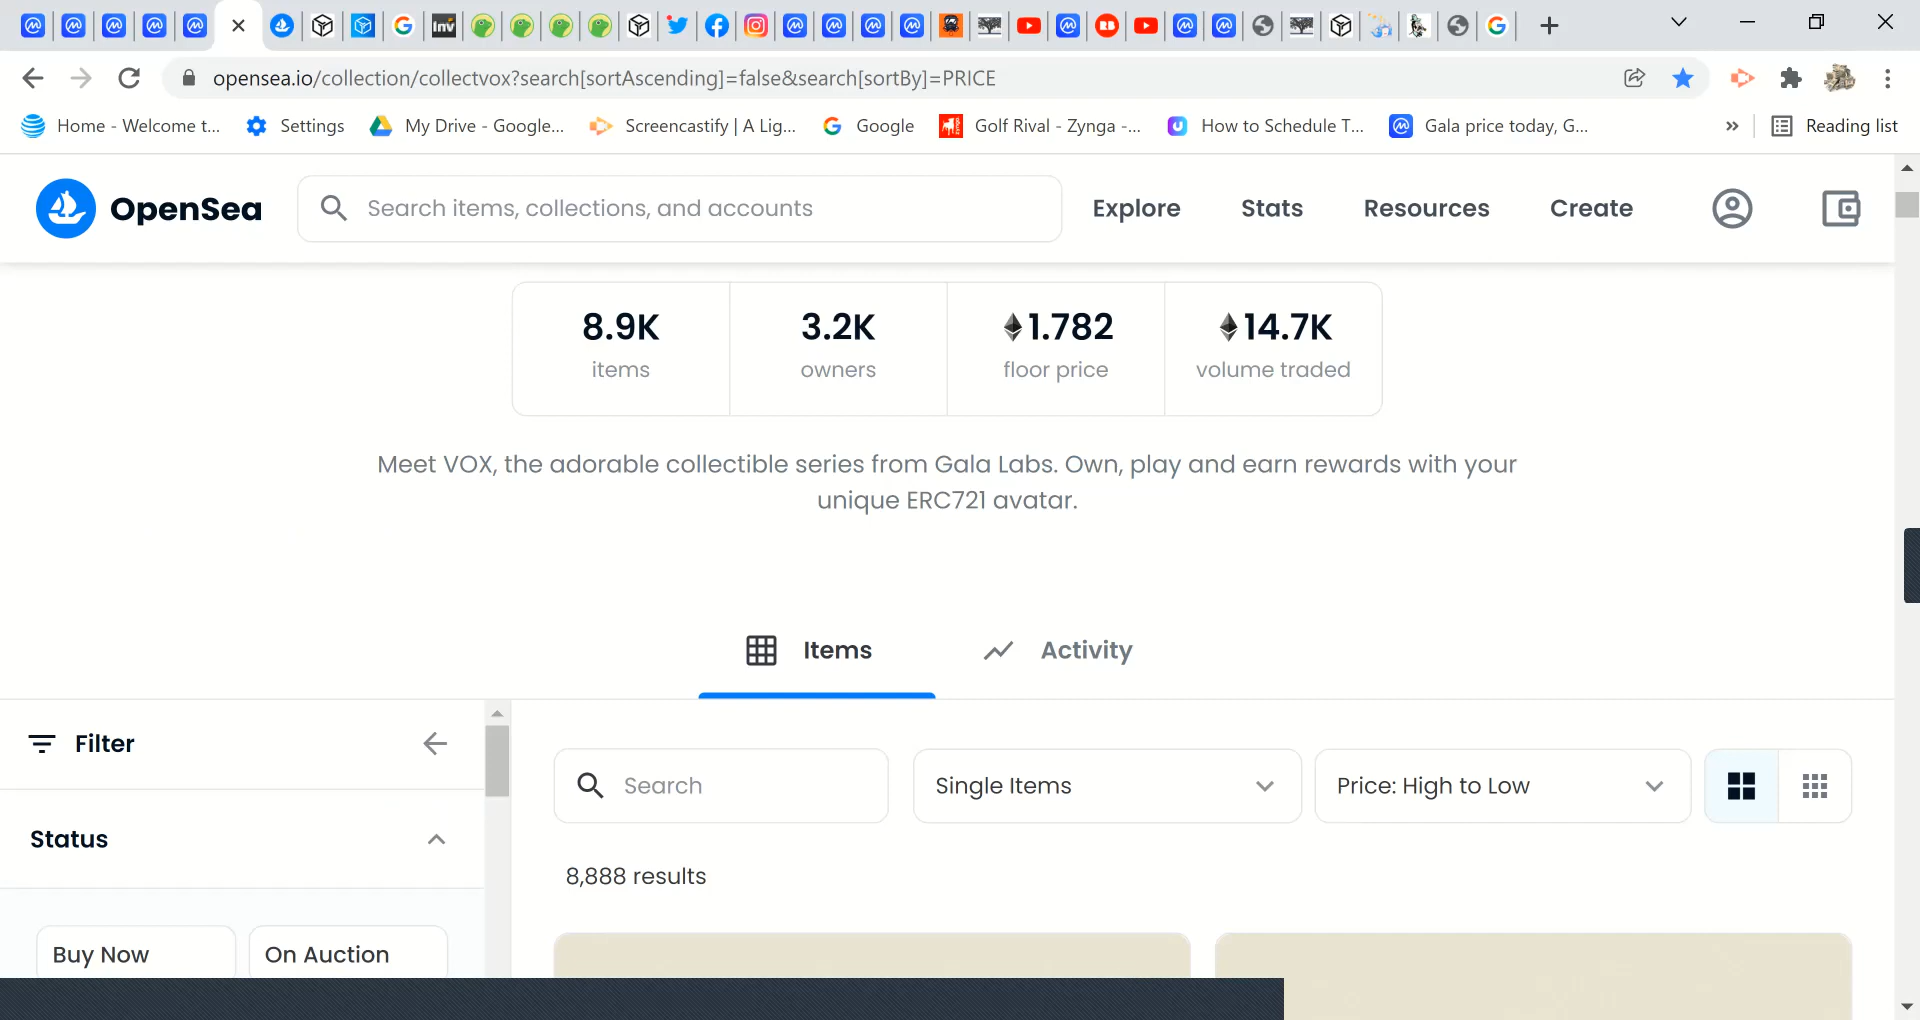 Inv
opensea.io/collection/collectvox?search[sortAscending]=false&search[sortBy]=PRICE
Home - Welcome t... Settings My Drive - Google... Screencastify | A Lig... Google Golf Rival - Zynga -... How to Schedule T... Gala price today, G... » Reading list
OpenSea Search items, collections, and accounts Explore Stats Resources Create
8.9K 3.2K 1.782 14.7K
items owners floor price volume traded
Meet VOX, the adorable collectible series from Gala Labs. Own, play and earn rewards with your
unique ERC721 avatar.
Items Activity
Filter
Search Single Items Price: High to Low
Status
8,888 results
Buy Now On Auction